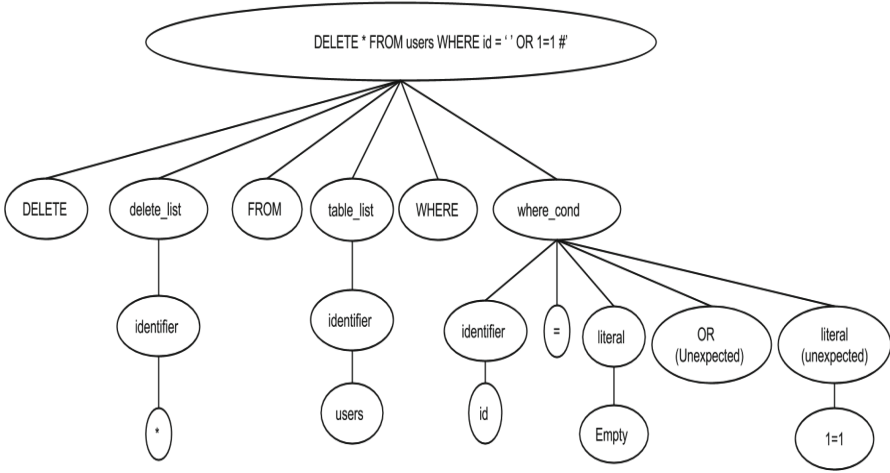 DELETE * FROM users WHERE id = ‘ ’ OR 1=1 #’
DELETE
delete_list
FROM
table_list
WHERE
where_cond
identifier
identifier
identifier
=
literal
OR
(Unexpected)
literal
(unexpected)
*
users
id
Empty
1=1